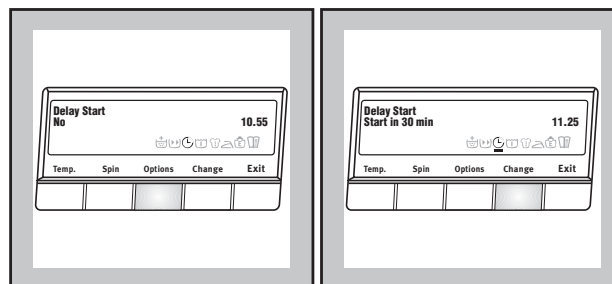 Delay Start
No 10.55
Temp. Spin Options Change Exit
Delay Start
Start in 30 min 11.25
Temp. Spin Options Change Exit